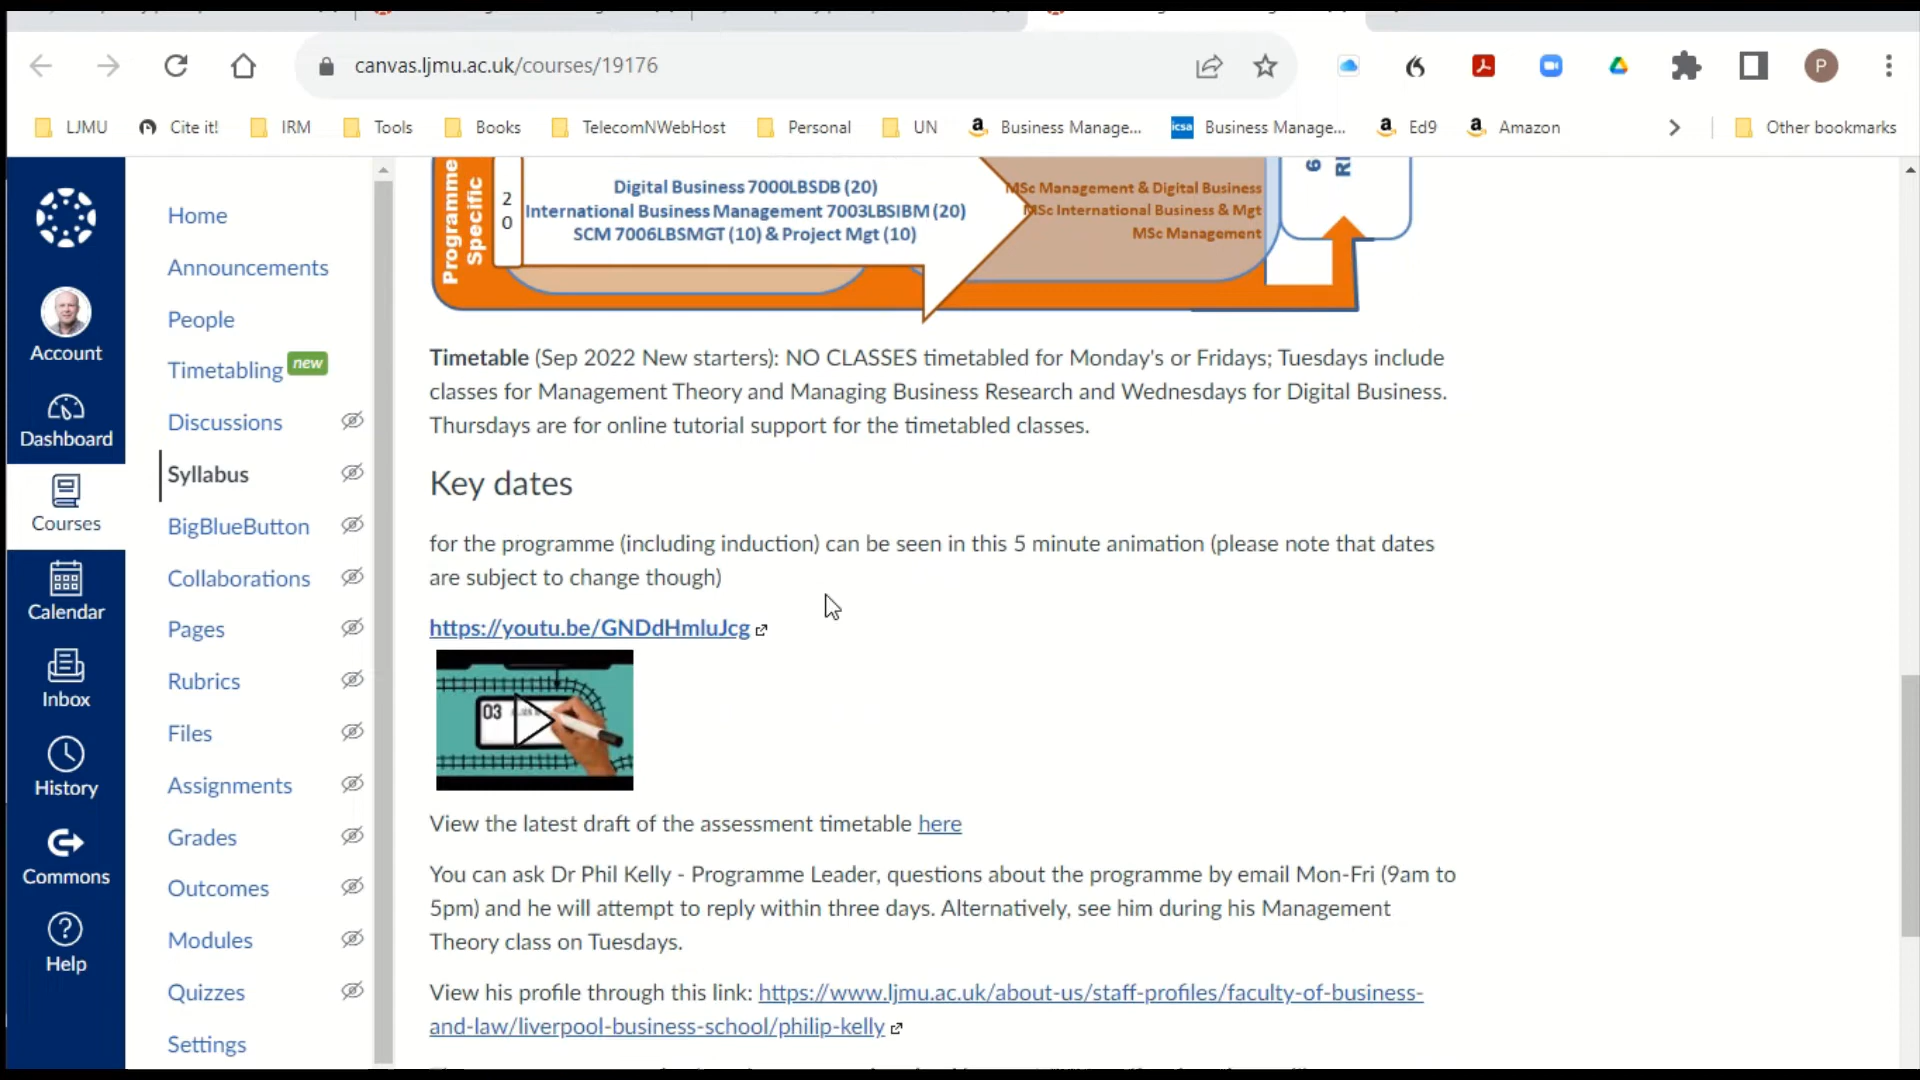 canvas.ljmu.ac.uk/courses/19176
P
LJMU
Cite it!
IRM
Tools
Books
TelecomNWebHost
Personal
UN
Business Manage...
icsa
Business Manage...
Ed9
Amazon
Other bookmarks
Account
Dashboard
Courses
Calendar
Inbox
History
Commons
Help
Home
Announcements
People
Timetabling new
Discussions
Syllabus
BigBlueButton
Collaborations
Pages
Rubrics
Files
Assignments
Grades
Outcomes
Modules
Quizzes
Settings
Programme
Specific
20
Digital Business 7000LBSDB (20)
International Business Management 7003LBSIBM (20)
SCM 7006LBSMGT (10) & Project Mgt (10)
MSc Management & Digital Business
MSc International Business & Mgt
MSc Management
Timetable (Sep 2022 New starters): NO CLASSES timetabled for Monday's or Fridays; Tuesdays include
classes for Management Theory and Managing Business Research and Wednesdays for Digital Business.
Thursdays are for online tutorial support for the timetabled classes.
Key dates
for the programme (including induction) can be seen in this 5 minute animation (please note that dates
are subject to change though)
https://youtu.be/GNDdHmluJcg
03
View the latest draft of the assessment timetable here
You can ask Dr Phil Kelly - Programme Leader, questions about the programme by email Mon-Fri (9am to
5pm) and he will attempt to reply within three days. Alternatively, see him during his Management
Theory class on Tuesdays.
View his profile through this link: https://www.ljmu.ac.uk/about-us/staff-profiles/faculty-of-business-
and-law/liverpool-business-school/philip-kelly